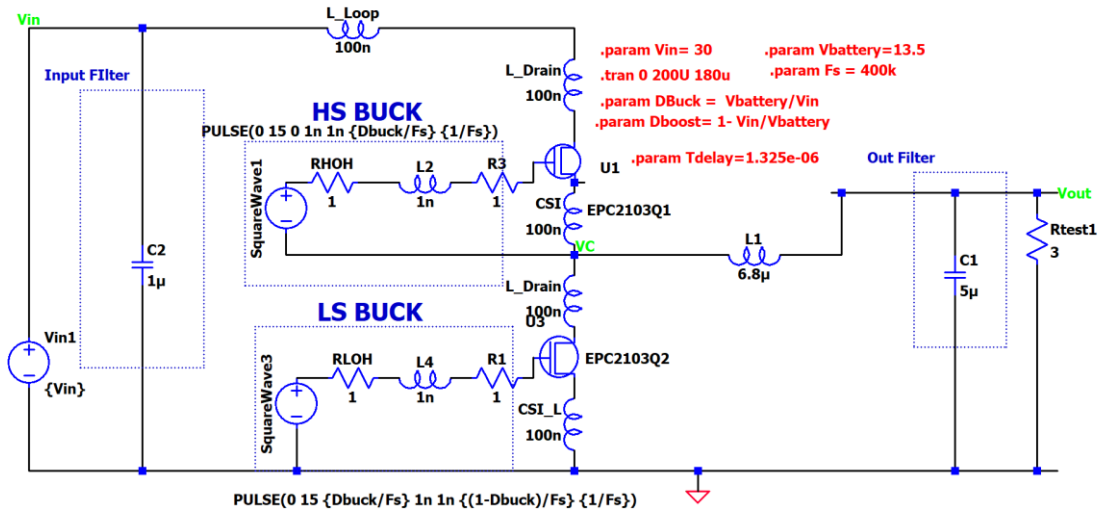 Vin
L_Loop
100n
.param Vin= 30
.param Vbattery=13.5
.tran 0 200U 180u
.param Fs = 400k
.param DBuck =  Vbattery/Vin
.param Dboost= 1- Vin/Vbattery
.param Tdelay=1.325e-06
Input FIlter
L_Drain
100n
HS BUCK
PULSE(0 15 0 1n 1n {Dbuck/Fs} {1/Fs})
SquareWave1
RHOH
1
L2
1n
R3
1
U1
CSI
100n
EPC2103Q1
Out Filter
Vout
VC
L1
6.8µ
C1
5µ
Rtest1
3
C2
1µ
L_Drain
100n
U3
LS BUCK
SquareWave3
RLOH
1
L4
1n
R1
1
EPC2103Q2
CSI_L
100n
Vin1
{Vin}
PULSE(0 15 {Dbuck/Fs} 1n 1n {(1-Dbuck)/Fs} {1/Fs})